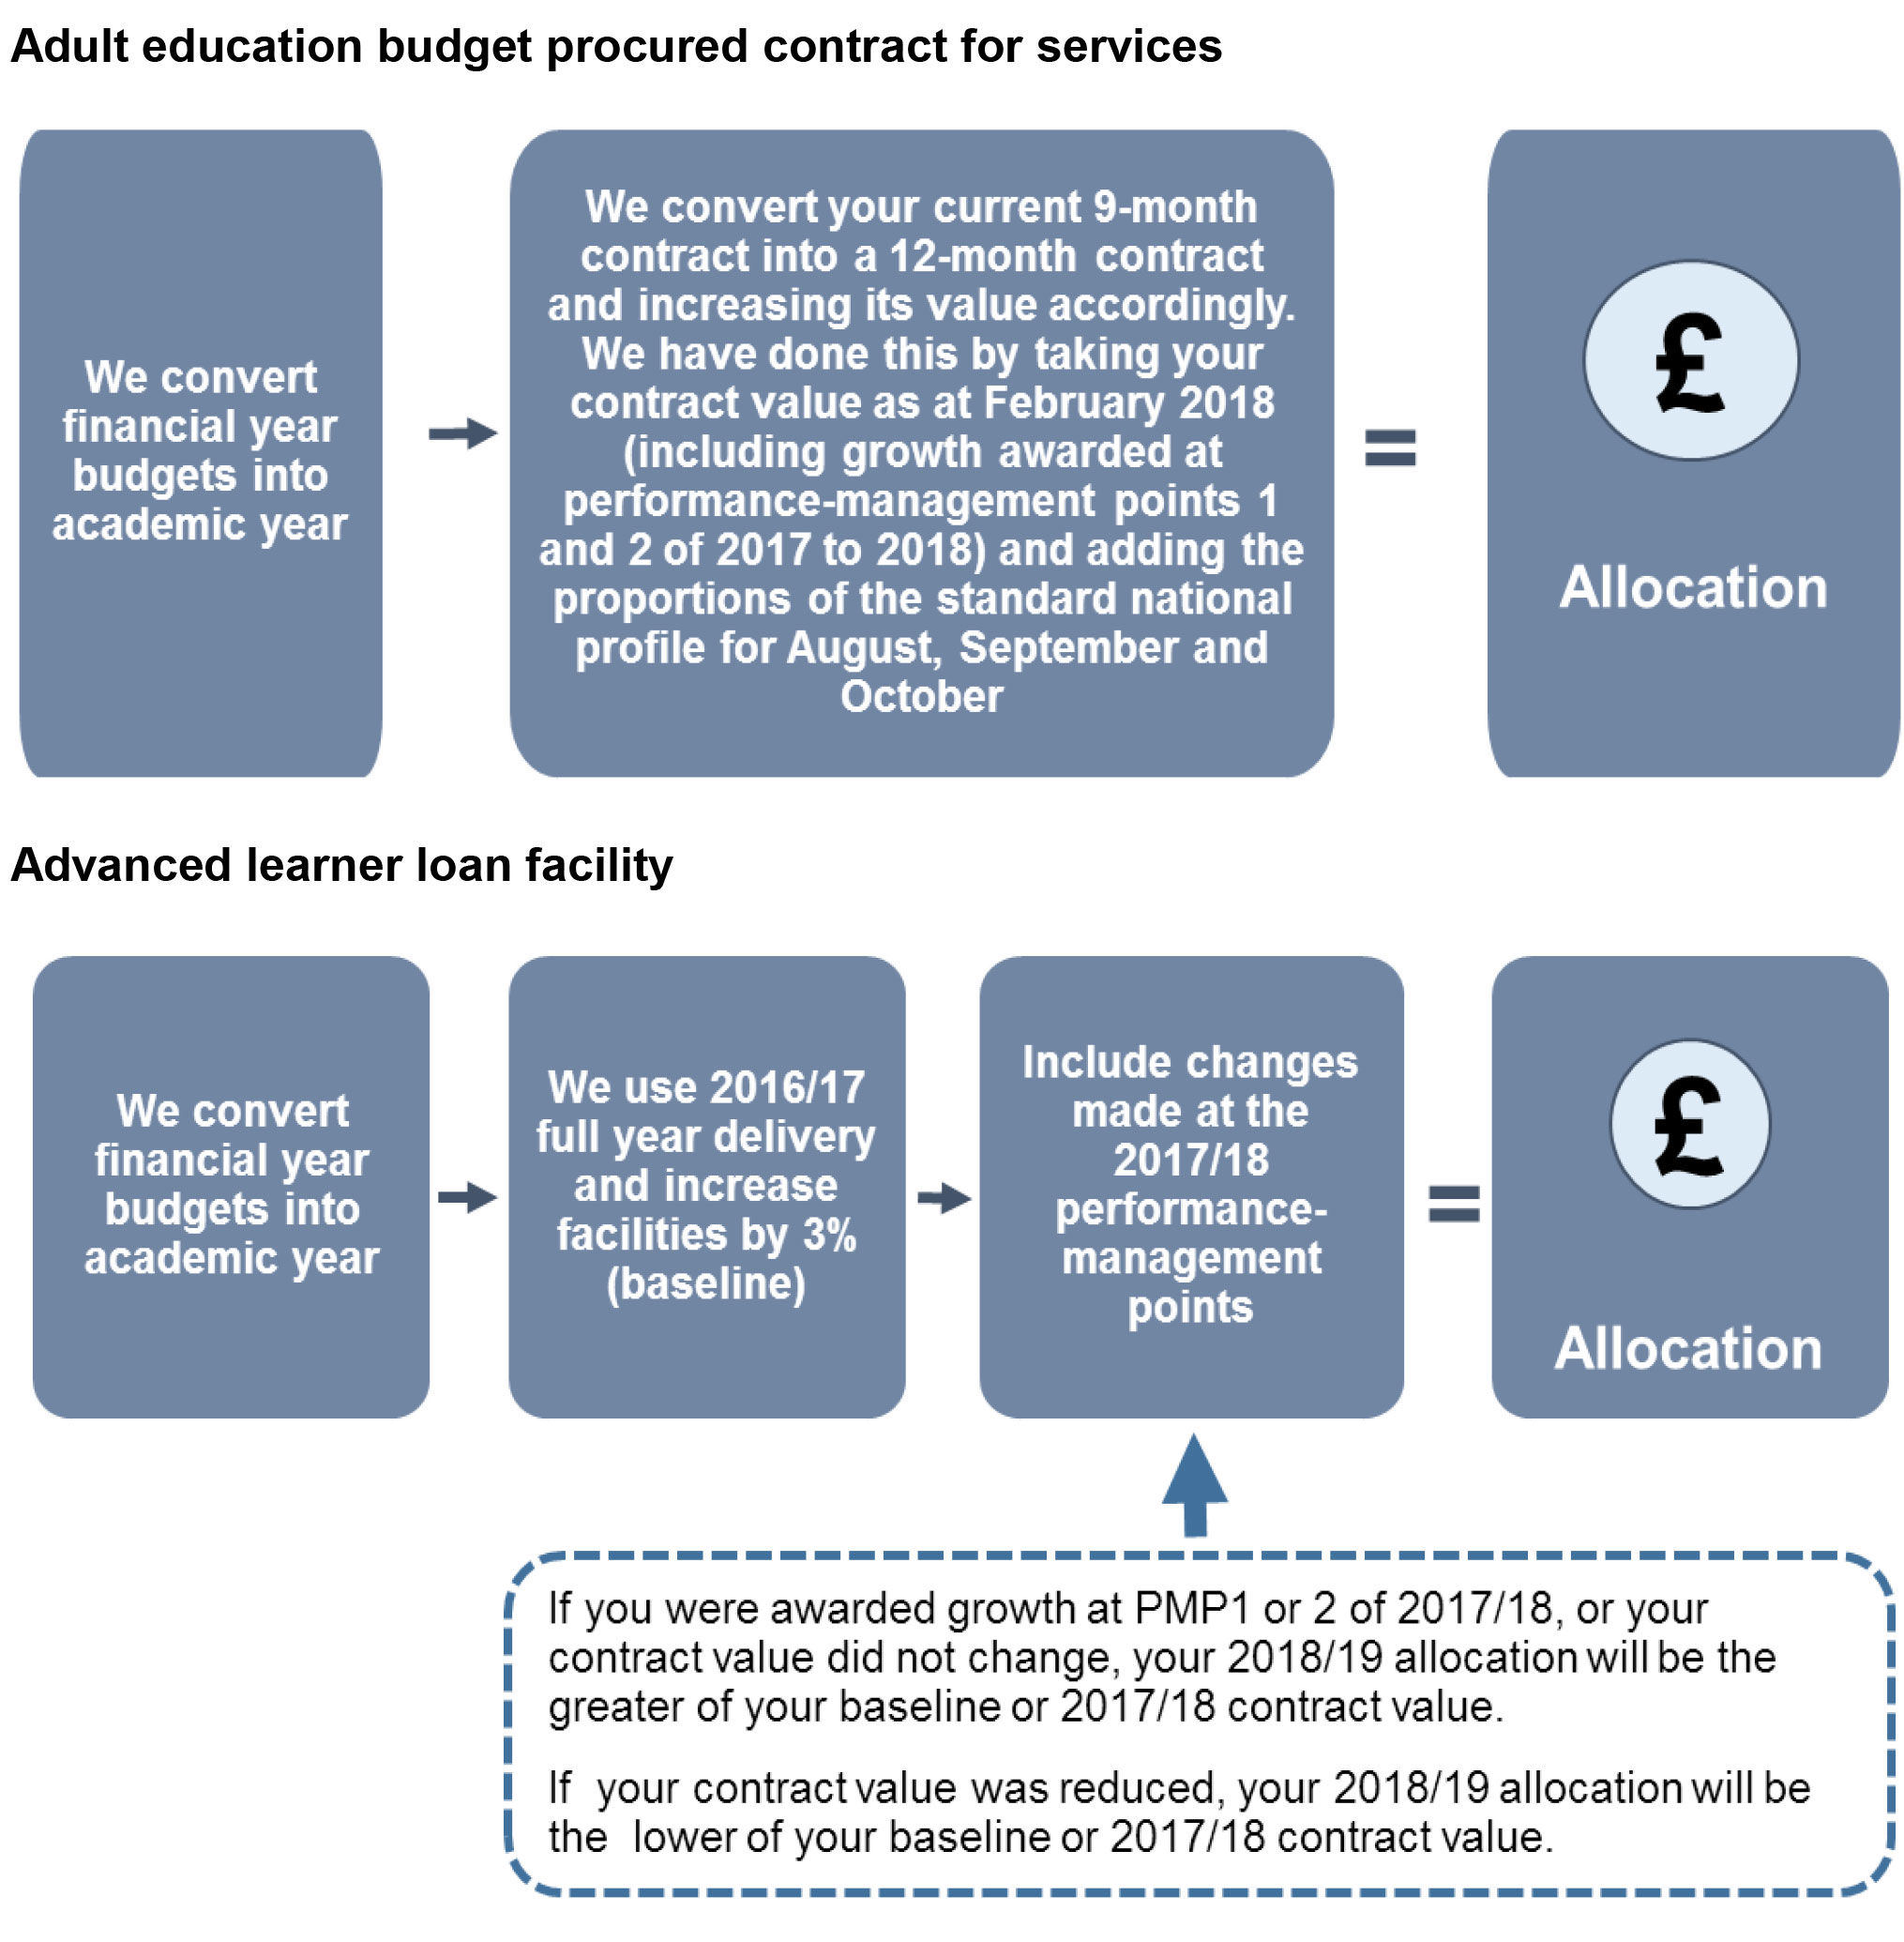 Adult education budget procured contract for services
We convert
financial year
budgets into
academic year
We convert your current 9-month
contract into a 12-month contract
and increasing its value accordingly.
We have done this by taking your
contract value as at February 2018
(including growth awarded at
performance-management points 1
and 2 of 2017 to 2018) and adding the
proportions of the standard national
profile for August, September and
October
=
£
Allocation
Advanced learner loan facility
We convert
financial year
budgets into
academic year
We use 2016/17
full year delivery
and increase
facilities by 3%
(baseline)
Include changes
made at the
2017/18
performance-
management
points
=
£
Allocation
If you were awarded growth at PMP1 or 2 of 2017/18, or your
contract value did not change, your 2018/19 allocation will be the
greater of your baseline or 2017/18 contract value.
If your contract value was reduced, your 2018/19 allocation will be
the lower of your baseline or 2017/18 contract value.